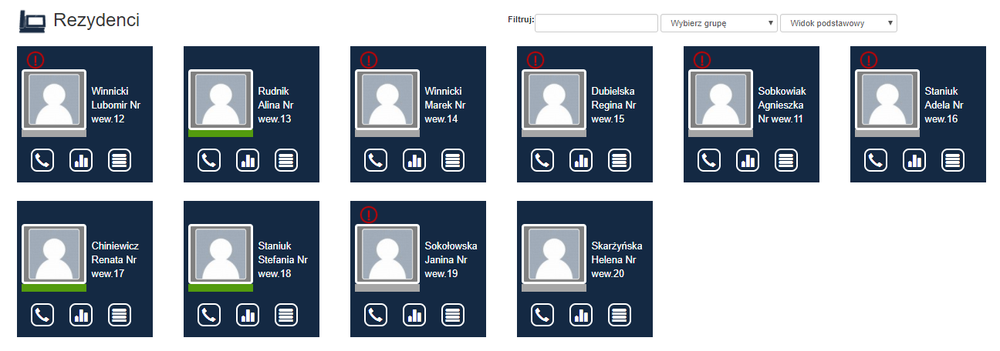 Rezydenci
Filtruj:
Wybierz grupę
Widok podstawowy
Winnicki
Lubomir Nr
wew.12
Rudnik
Alina Nr
wew.13
Winnicki
Marek Nr
wew.14
Dubielska
Regina Nr
wew.15
Sobkowiak
Agnieszka
Nr wew.11
Staniuk
Adela Nr
wew.16
Chiniewicz
Renata Nr
wew.17
Staniuk
Stefania Nr
wew.18
Sokołowska
Janina Nr
wew.19
Skarżyńska
Helena Nr
wew.20